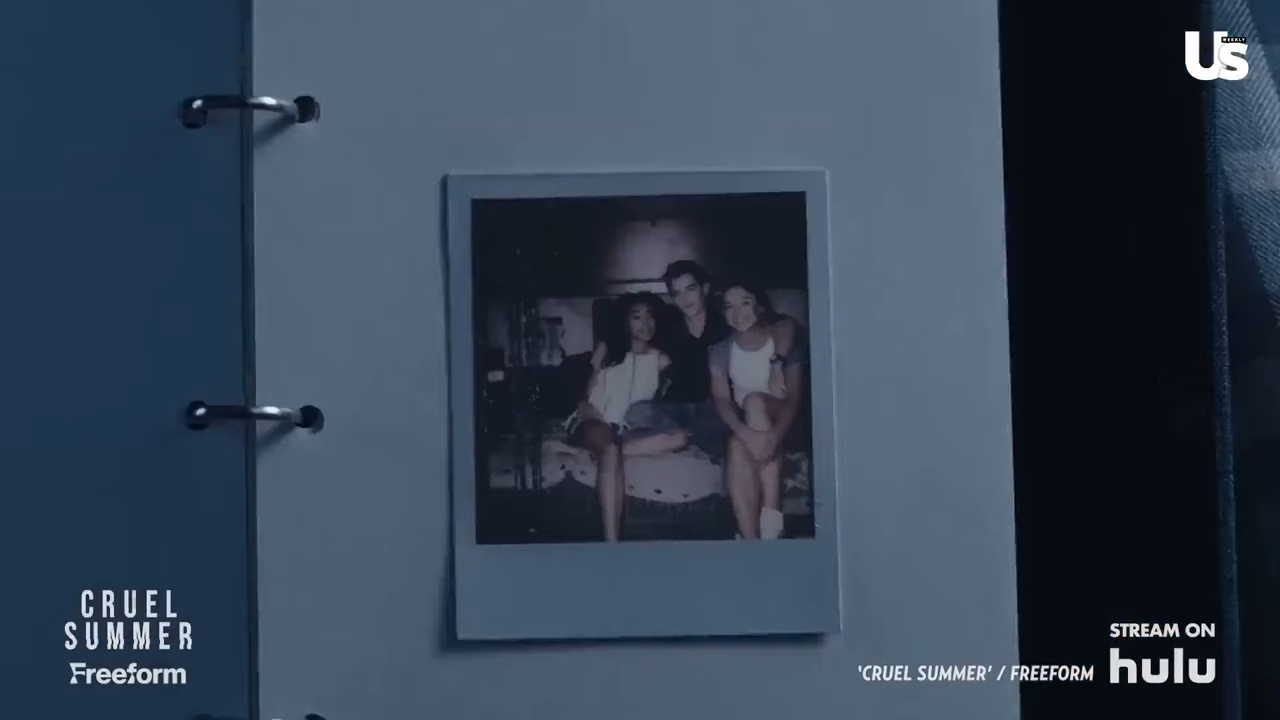 Us
WEEKLY
CRUEL
SUMMER
Freeform
STREAM ON
'CRUEL SUMMER' / FREEFORM
hulu